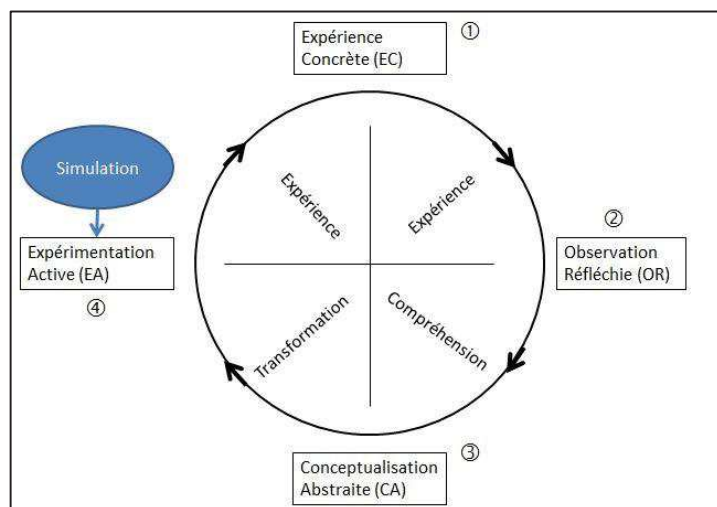 ①
Expérience
Concrète (EC)
Simulation
Expérience
Expérience
②
Expérimentation
Active (EA)
Observation
Réfléchie (OR)
④
Transformation
Compréhension
③
Conceptualisation
Abstraite (CA)